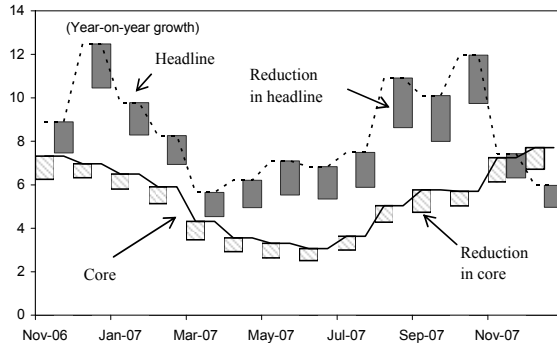 14
(Year-on-year growth)
12
Headline
Reduction
in headline
10
8
6
4
Core
Reduction
in core
2
0
Nov-06 Jan-07 Mar-07 May-07 Jul-07 Sep-07 Nov-07